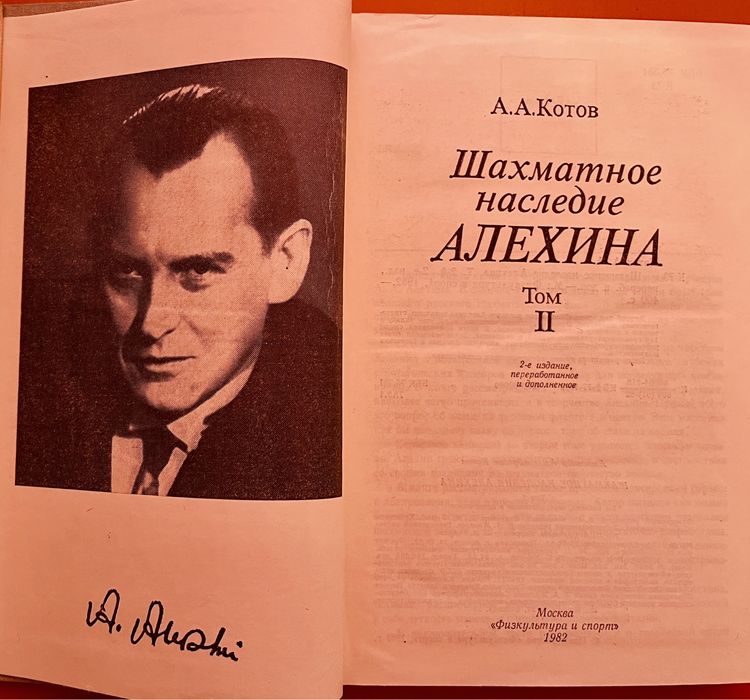 А.А.Котов
Шахматное
наследие
АЛЕХИНА
Том
II
2-е издание,
переработанное
и дополненное
Москва
«Физкультура и спорт»
1982